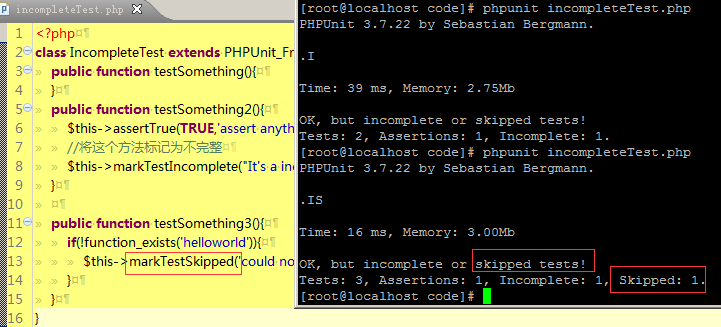 incompleteTest.php
1 <?php¤¶
2 class IncompleteTest extends PHPUnit_Fr
3 » public function testSomething(){¤¶
4 » }¤¶
5 » public function testSomething2(){¤¶
6 » » $this->assertTrue(TRUE,'assert anyth
7 » » //将这个方法标记为不完整¤¶
8 » » $this->markTestIncomplete("It's a inc
9 » }¤¶
10 » ¤¶
11 » public function testSomething3(){¤¶
12 » » if(!function_exists('helloworld')){¤¶
13 » » » $this->markTestSkipped('could no
14 » » }¤¶
15 » }¤¶
16 }
[root@localhost code]# phpunit incompleteTest.php
PHPUnit 3.7.22 by Sebastian Bergmann.
.I
Time: 39 ms, Memory: 2.75Mb
OK, but incomplete or skipped tests!
Tests: 2, Assertions: 1, Incomplete: 1.
[root@localhost code]# phpunit incompleteTest.php
PHPUnit 3.7.22 by Sebastian Bergmann.
.IS
Time: 16 ms, Memory: 3.00Mb
OK, but incomplete or skipped tests!
Tests: 3, Assertions: 1, Incomplete: 1, Skipped: 1.
[root@localhost code]#